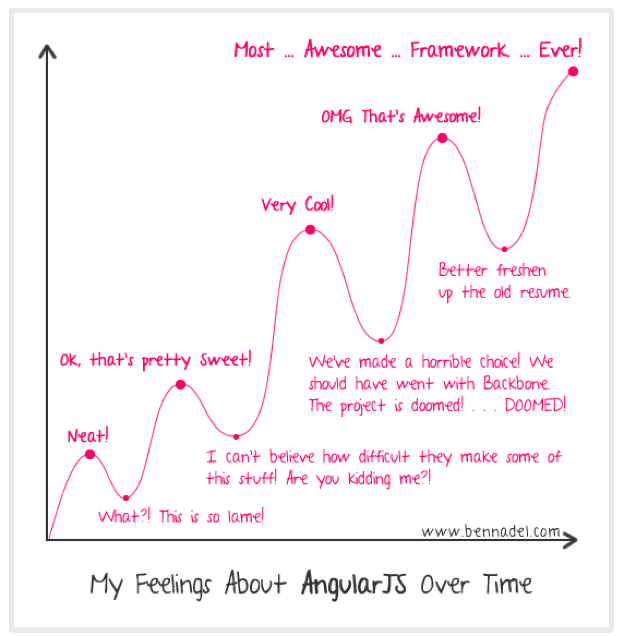 Most ... Awesome ... Framework ... Ever!
OMG That's Awesome!
Very Cool!
Better freshen
up the old resume.
Ok, that's pretty Sweet!
We've made a horrible choice! We
should have went with Backbone.
The project is doomed! . . . DOOMED!
Neat!
I can't believe how difficult they make some of
this stuff! Are you kidding me?!
What?! This is so lame!
www.bennadel.com
My Feelings About AngularJS Over Time